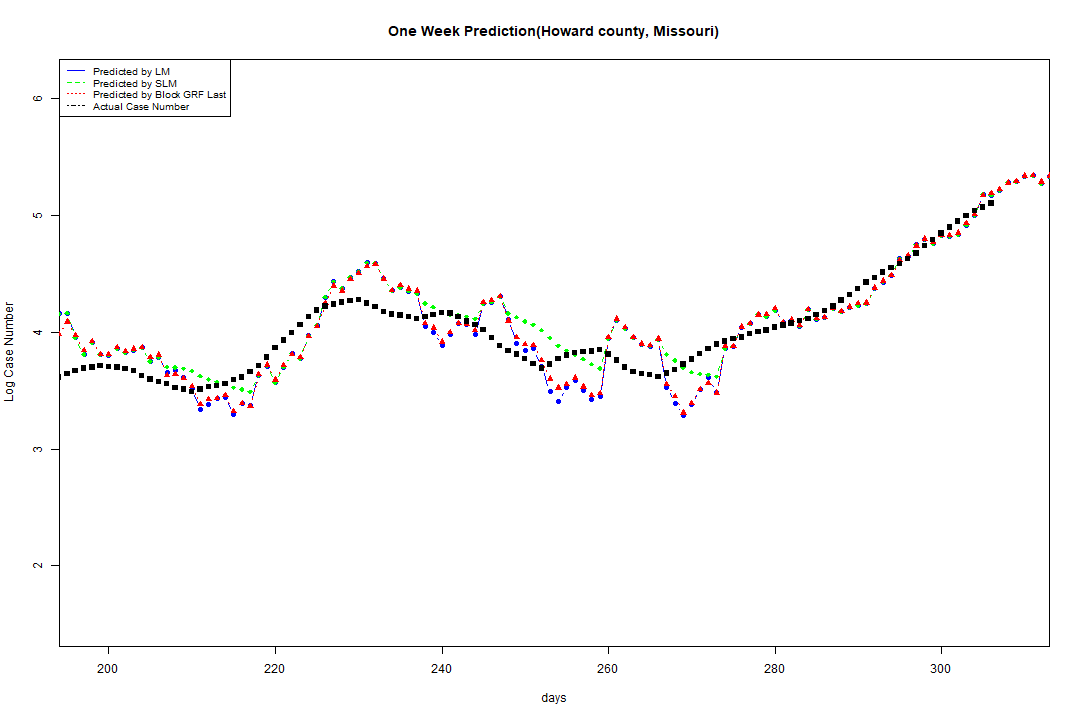 One Week Prediction(Howard county, Missouri)
Predicted by LM
Predicted by SLM
Predicted by Block GRF Last
Actual Case Number
6
5
4
3
2
Log Case Number
200 220 240 260 280 300
days